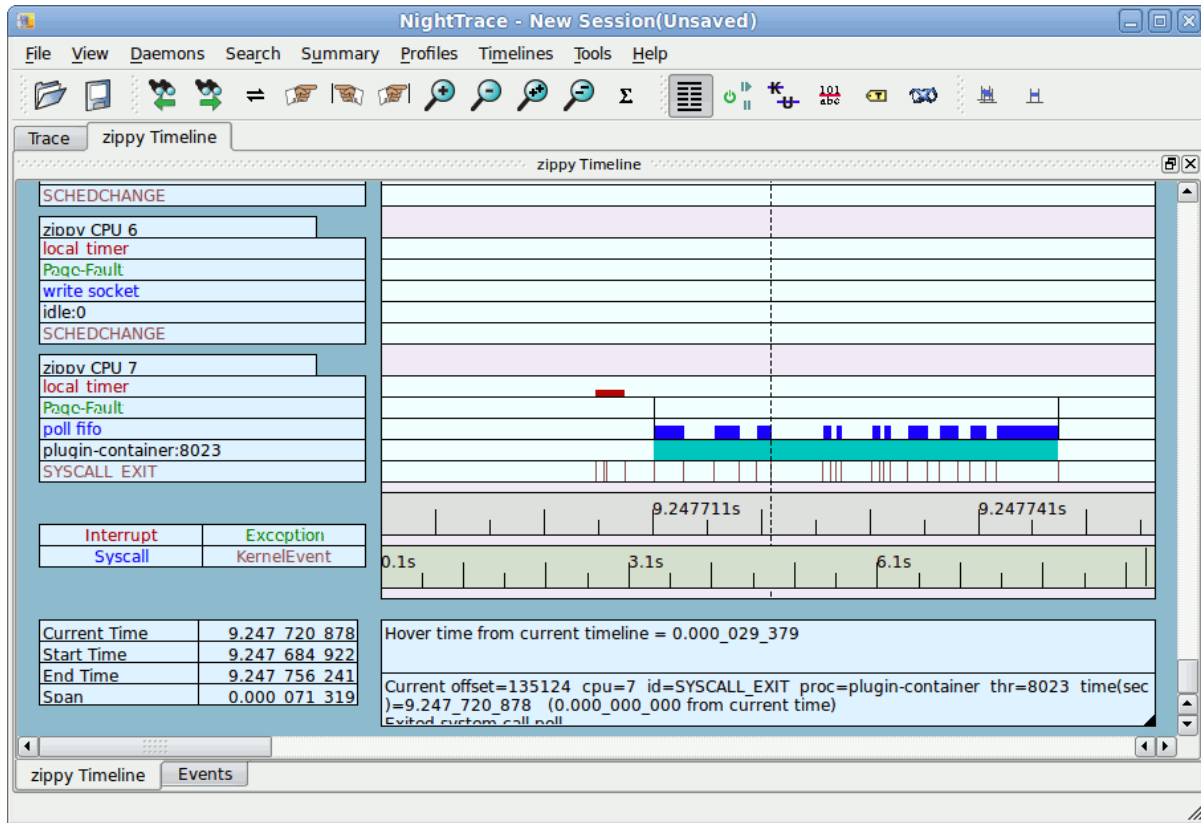 NightTrace - New Session(Unsaved)
File View Daemons Search Summary Profiles Timelines Tools Help
Σ K U 101 abc T
Trace zippy Timeline
zippy Timeline
SCHEDCHANGE
zippy CPU 6
local timer
Page-Fault
write socket
idle:0
SCHEDCHANGE
zippy CPU 7
local timer
Page-Fault
poll fifo
plugin-container:8023
SYSCALL EXIT
9.247711s 9.247741s
Interrupt Exception
Syscall KernelEvent
0.1s 3.1s 6.1s
Current Time 9.247 720 878
Start Time 9.247 684 922
End Time 9.247 756 241
Span 0.000 071 319
Hover time from current timeline = 0.000_029_379
Current offset=135124 cpu=7 id=SYSCALL_EXIT proc=plugin-container thr=8023 time(sec
)=9.247_720_878 (0.000_000_000 from current time)
Exited system call poll
zippy Timeline Events